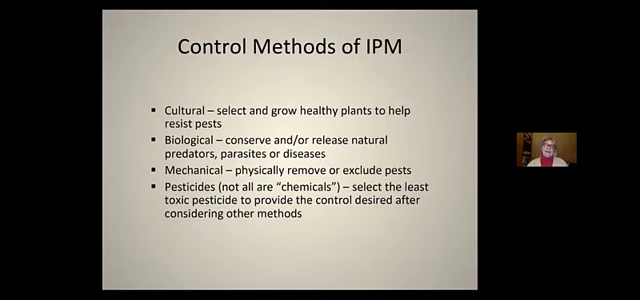 Control Methods of IPM
▪ Cultural – select and grow healthy plants to help
resist pests
▪ Biological – conserve and/or release natural
predators, parasites or diseases
▪ Mechanical – physically remove or exclude pests
▪ Pesticides (not all are “chemicals”) – select the least
toxic pesticide to provide the control desired after
considering other methods